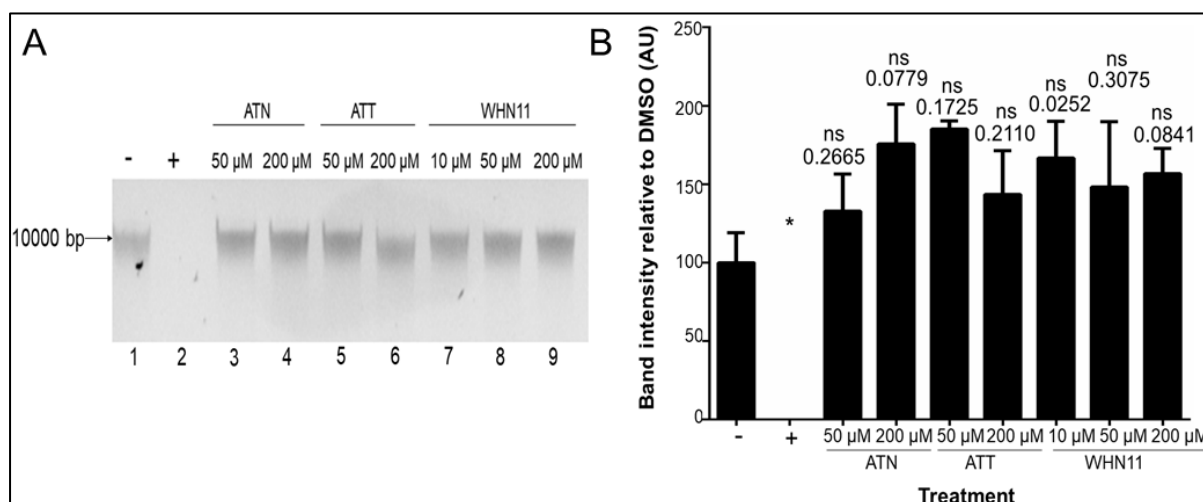 A
ATN ATT WHN11
- + 50 µM 200 µM 50 µM 200 µM 10 µM 50 µM 200 µM
10000 bp
1 2 3 4 5 6 7 8 9
B
Band intensity relative to DMSO (AU)
250
200
150
100
50
0
*
ns
0.2665
ns
0.0779
ns
0.1725
ns
0.2110
ns
0.0252
ns
0.3075
ns
0.0841
- + 50 µM 200 µM 50 µM 200 µM 10 µM 50 µM 200 µM
ATN ATT WHN11
Treatment